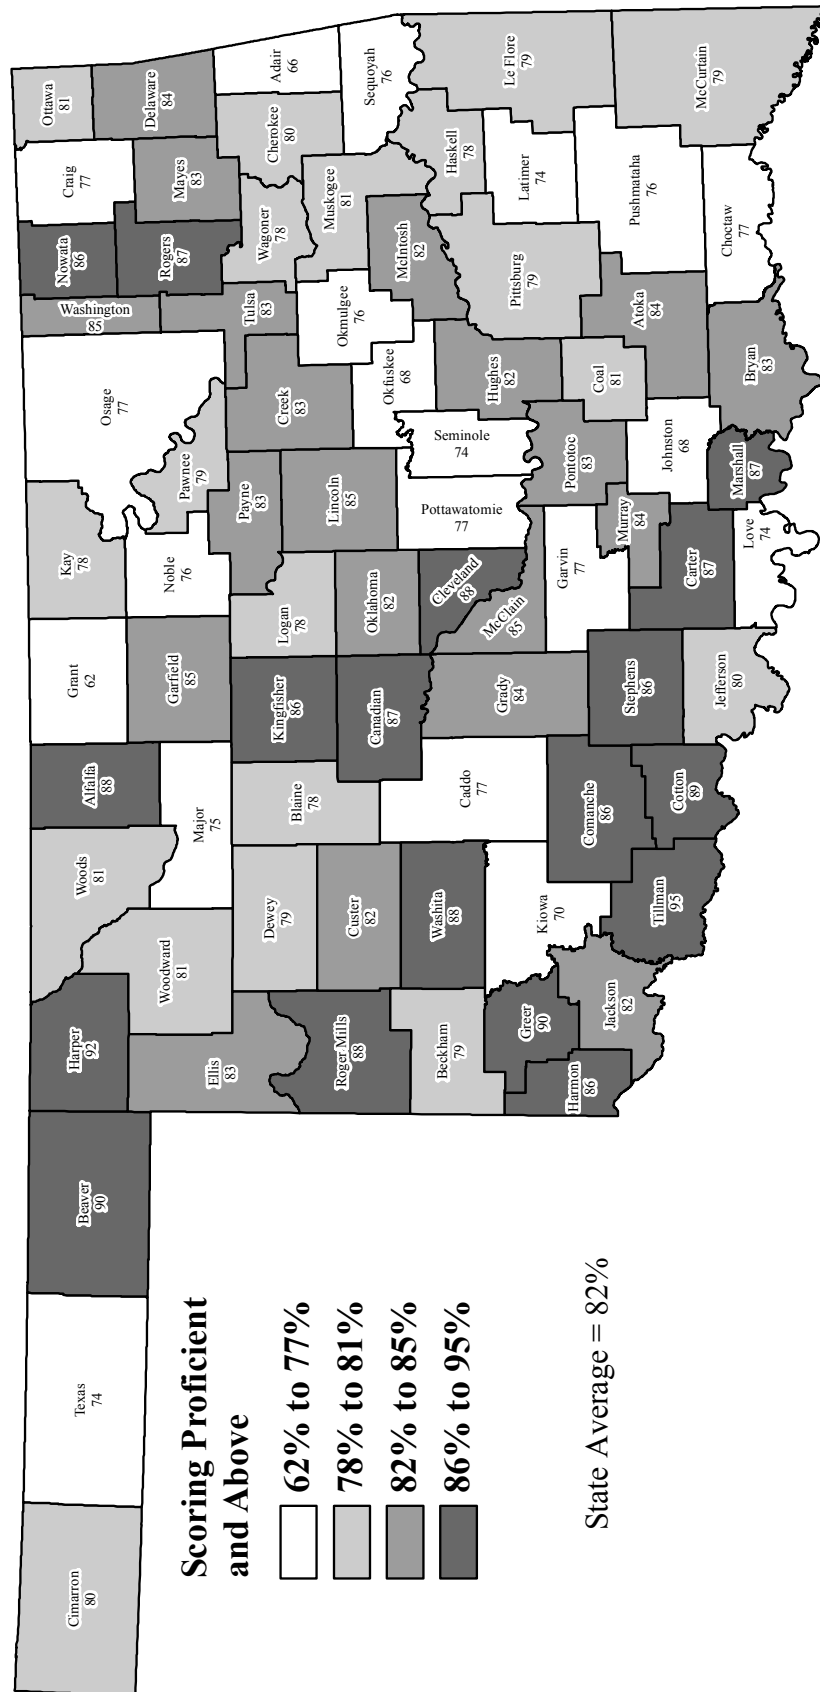 Cimarron
80
Texas
74
Beaver
90
Harper
92
Woods
81
Alfalfa
88
Grant
62
Kay
78
Osage
77
Washington
85
Nowata
86
Craig
77
Ottawa
81
Delaware
84
Ellis
83
Woodward
81
Major
75
Garfield
85
Noble
76
Pawnee
79
Tulsa
83
Rogers
87
Mayes
83
Roger Mills
88
Dewey
79
Blaine
78
Kingfisher
86
Logan
78
Payne
83
Creek
83
Wagoner
78
Cherokee
80
Adair
66
Custer
82
Canadian
87
Oklahoma
82
Lincoln
85
Okfuskee
68
Okmulgee
76
Muskogee
81
Sequoyah
76
Beckham
79
Washita
88
Caddo
77
Grady
84
McClain
85
Cleveland
88
Pottawatomie
77
Seminole
74
Hughes
82
McIntosh
82
Haskell
78
Le Flore
79
Harmon
86
Greer
90
Kiowa
70
Jackson
82
Comanche
86
Tillman
95
Cotton
89
Stephens
86
Jefferson
80
Garvin
77
Murray
84
Carter
87
Love
74
Pontotoc
83
Johnston
68
Marshall
87
Coal
81
Pittsburg
79
Latimer
74
Atoka
84
Bryan
83
Pushmataha
76
Choctaw
77
McCurtain
79
Scoring Proficient
and Above
62% to 77%
78% to 81%
82% to 85%
86% to 95%
State Average = 82%